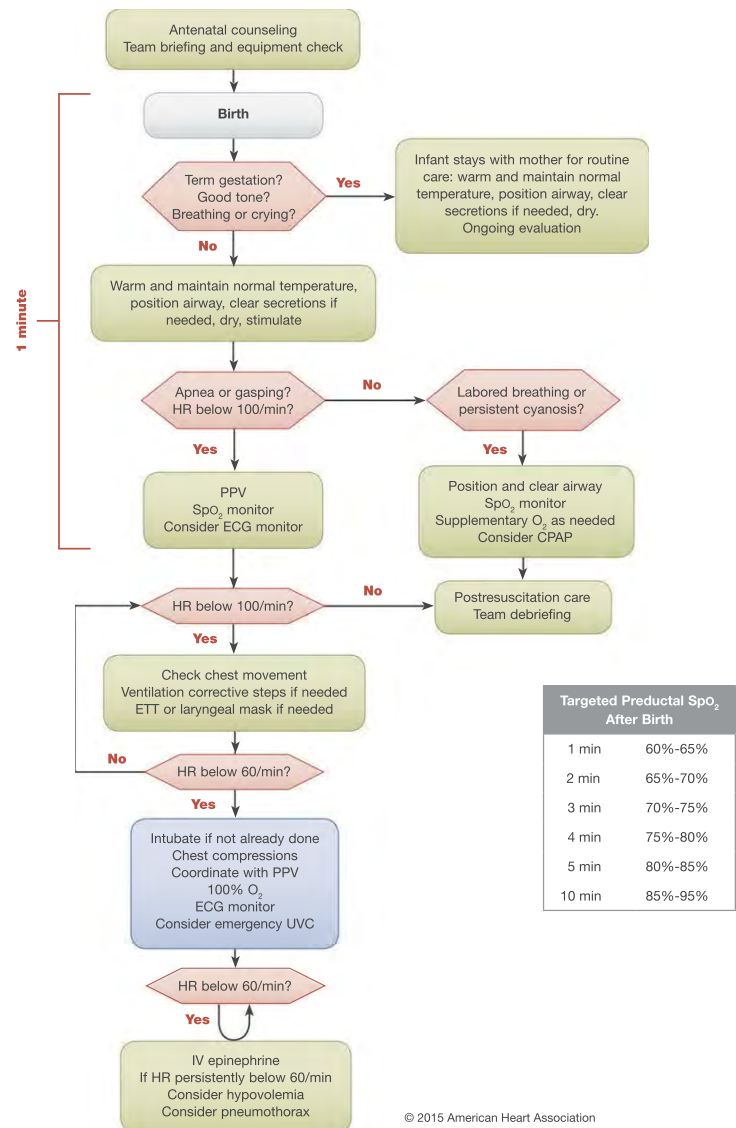 Antenatal counseling
Team briefing and equipment check
Birth
Term gestation?
Good tone?
Breathing or crying?
Yes
Infant stays with mother for routine
care: warm and maintain normal
temperature, position airway, clear
secretions if needed, dry.
Ongoing evaluation
No
Warm and maintain normal temperature,
position airway, clear secretions if
needed, dry, stimulate
1 minute
Apnea or gasping?
HR below 100/min?
No
Labored breathing or
persistent cyanosis?
Yes
Yes
PPV
SpO₂ monitor
Consider ECG monitor
Position and clear airway
SpO₂ monitor
Supplementary O₂ as needed
Consider CPAP
HR below 100/min?
No
Postresuscitation care
Team debriefing
Yes
Check chest movement
Ventilation corrective steps if needed
ETT or laryngeal mask if needed
No
HR below 60/min?
Yes
Intubate if not already done
Chest compressions
Coordinate with PPV
100% O₂
ECG monitor
Consider emergency UVC
HR below 60/min?
Yes
IV epinephrine
If HR persistently below 60/min
Consider hypovolemia
Consider pneumothorax
Targeted Preductal SpO₂
After Birth
1 min 60%-65%
2 min 65%-70%
3 min 70%-75%
4 min 75%-80%
5 min 80%-85%
10 min 85%-95%
© 2015 American Heart Association